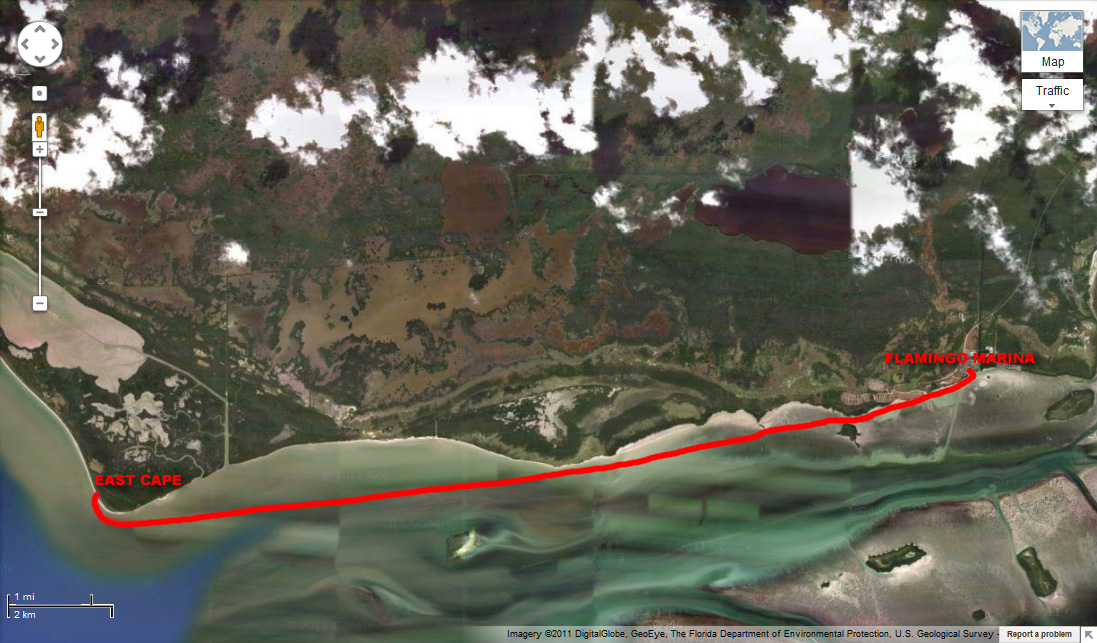 Map
Traffic
FLAMINGO MARINA
EAST CAPE
1 mi
2 km
Imagery ©2011 DigitalGlobe, GeoEye, The Florida Department of Environmental Protection, U.S. Geological Survey -
Report a problem